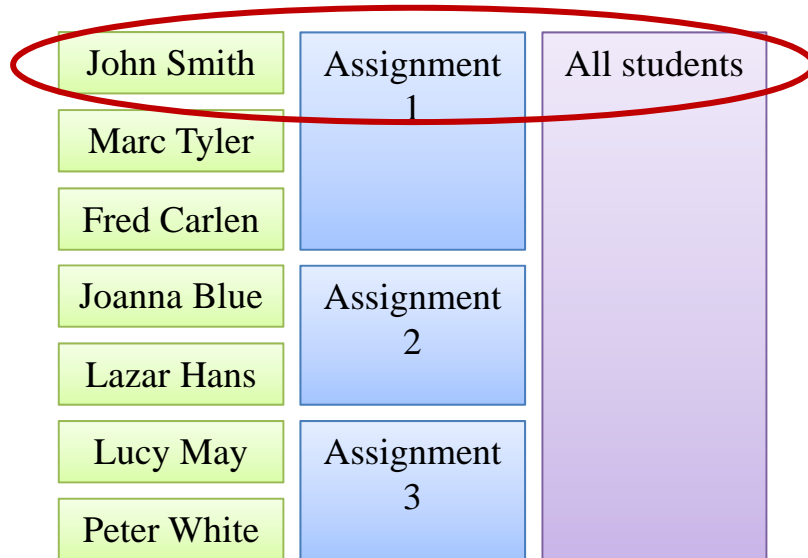 John Smith
Marc Tyler
Fred Carlen
Joanna Blue
Lazar Hans
Lucy May
Peter White
Assignment
1
Assignment
2
Assignment
3
All students